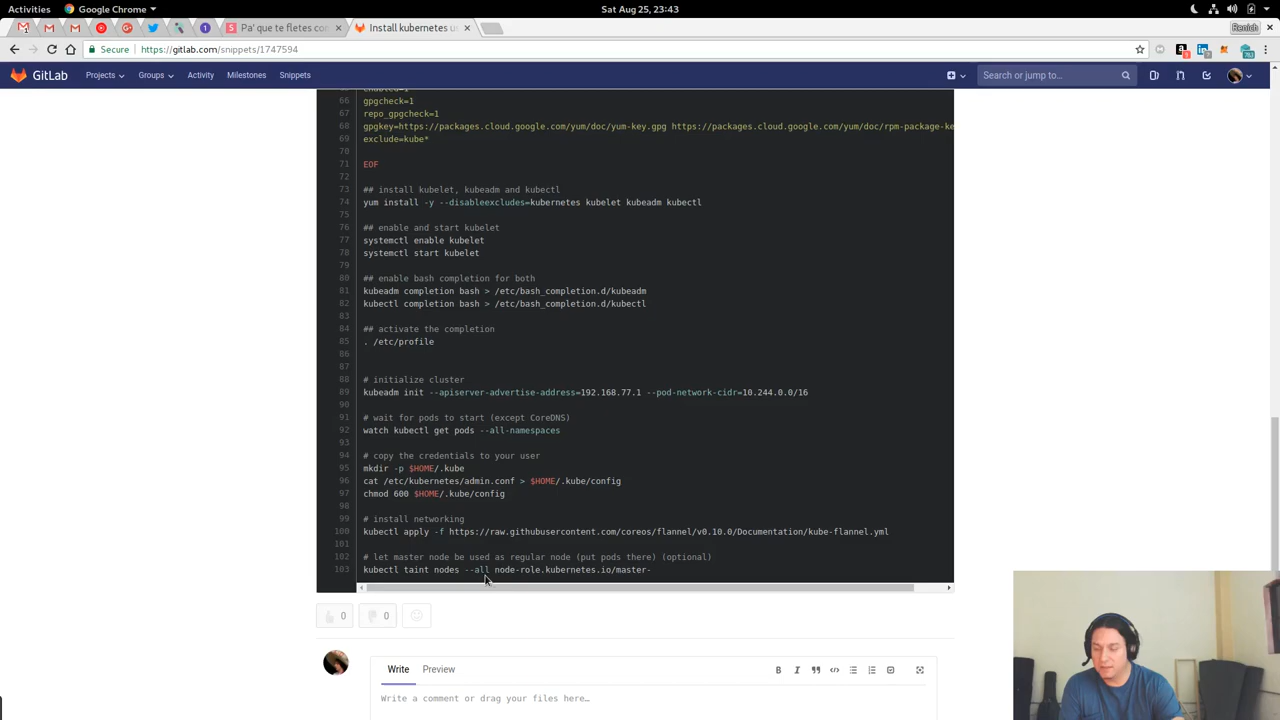 Activities
Google Chrome
Sat Aug 25, 23:43
Pa' que te fletes con
Install kubernetes u
Renich
Secure
https://gitlab.com/snippets/1747594
GitLab
Projects
Groups
Activity
Milestones
Snippets
Search or jump to...
66 gpgcheck=1
67 repo_gpgcheck=1
68 gpgkey=https://packages.cloud.google.com/yum/doc/yum-key.gpg https://packages.cloud.google.com/yum/doc/rpm-package-ke
69 exclude=kube*
70
71 EOF
72
73 ## install kubelet, kubeadm and kubectl
74 yum install -y --disableexcludes=kubernetes kubelet kubeadm kubectl
75
76 ## enable and start kubelet
77 systemctl enable kubelet
78 systemctl start kubelet
79
80 ## enable bash completion for both
81 kubeadm completion bash > /etc/bash_completion.d/kubeadm
82 kubectl completion bash > /etc/bash_completion.d/kubectl
83
84 ## activate the completion
85 . /etc/profile
86
87
88 # initialize cluster
89 kubeadm init --apiserver-advertise-address=192.168.77.1 --pod-network-cidr=10.244.0.0/16
90
91 # wait for pods to start (except CoreDNS)
92 watch kubectl get pods --all-namespaces
93
94 # copy the credentials to your user
95 mkdir -p $HOME/.kube
96 cat /etc/kubernetes/admin.conf > $HOME/.kube/config
97 chmod 600 $HOME/.kube/config
98
99 # install networking
100 kubectl apply -f https://raw.githubusercontent.com/coreos/flannel/v0.10.0/Documentation/kube-flannel.yml
101
102 # let master node be used as regular node (put pods there) (optional)
103 kubectl taint nodes --all node-role.kubernetes.io/master-
0
0
Write
Preview
Write a comment or drag your files here…